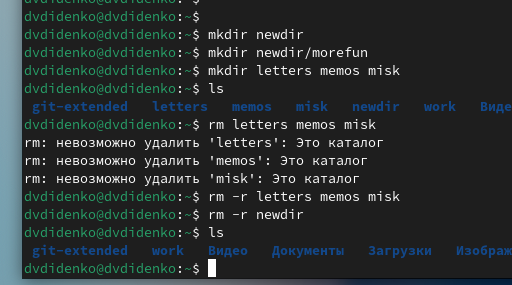 dvdidenko@dvdidenko:~$
dvdidenko@dvdidenko:~$ mkdir newdir
dvdidenko@dvdidenko:~$ mkdir newdir/morefun
dvdidenko@dvdidenko:~$ mkdir letters memos misk
dvdidenko@dvdidenko:~$ ls
git-extended letters memos misk newdir work Виде
dvdidenko@dvdidenko:~$ rm letters memos misk
rm: невозможно удалить 'letters': Это каталог
rm: невозможно удалить 'memos': Это каталог
rm: невозможно удалить 'misk': Это каталог
dvdidenko@dvdidenko:~$ rm -r letters memos misk
dvdidenko@dvdidenko:~$ rm -r newdir
dvdidenko@dvdidenko:~$ ls
git-extended work Видео Документы Загрузки Изображ
dvdidenko@dvdidenko:~$